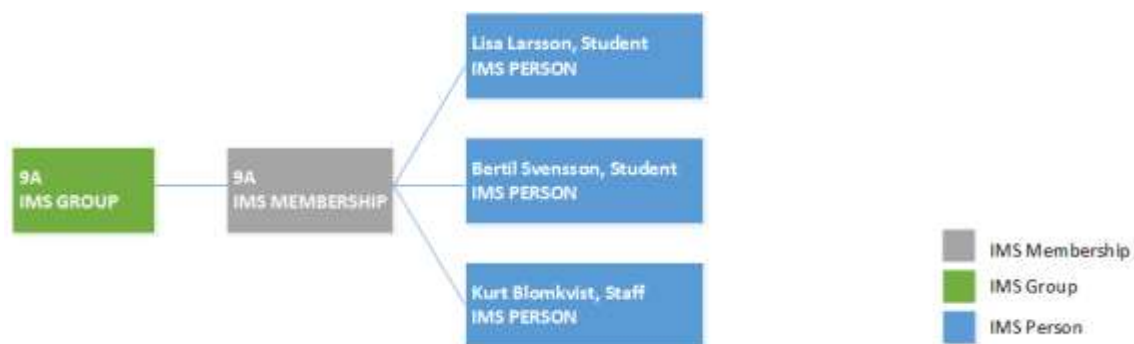 Lisa Larsson, Student
IMS PERSON
9A
IMS GROUP
9A
IMS MEMBERSHIP
Bertil Svensson, Student
IMS PERSON
Kurt Blomkvist, Staff
IMS PERSON
IMS Membership
IMS Group
IMS Person